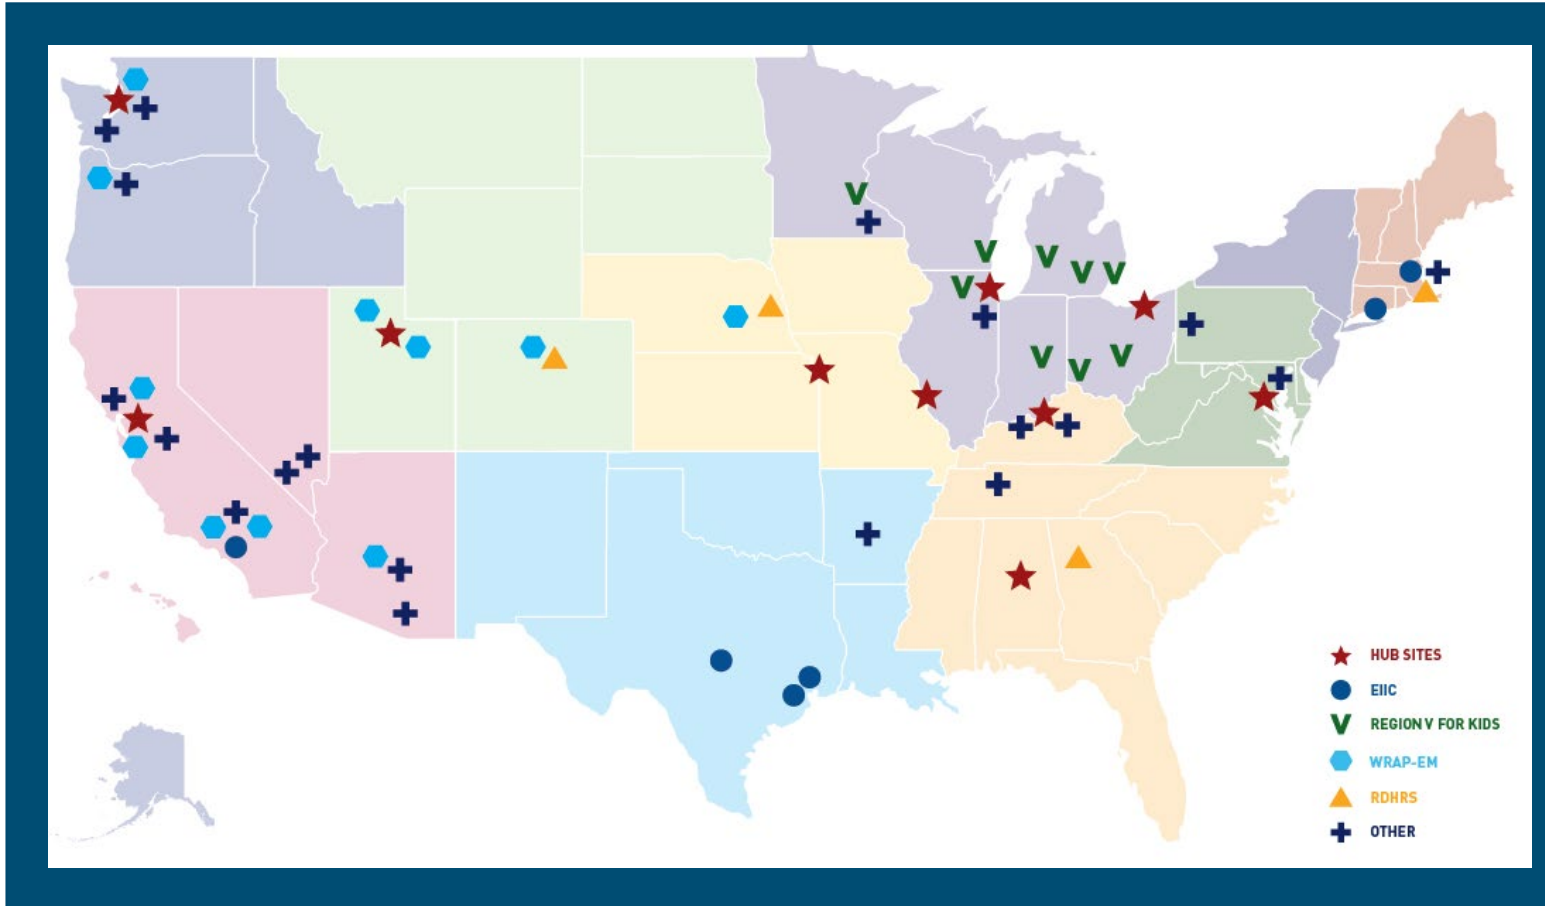 HUB SITES
EIIC
REGION V FOR KIDS
WRAP-EM
RDHRS
OTHER